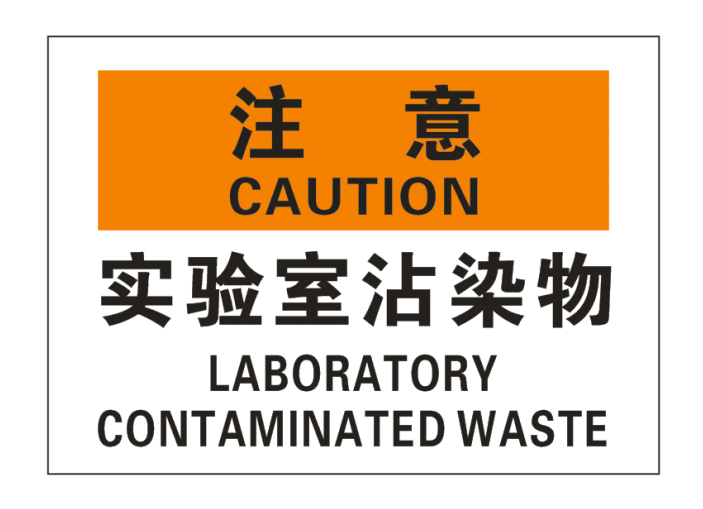 注 意
CAUTION
实验室沾染物
LABORATORY
CONTAMINATED WASTE